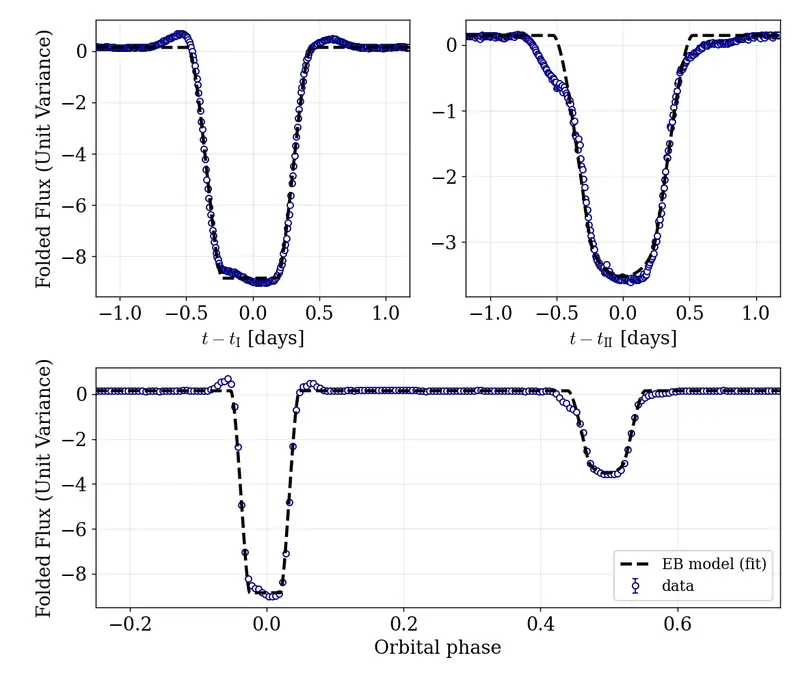 Folded Flux (Unit Variance)
0
−2
−4
−6
−8
−1.0 −0.5 0.0 0.5 1.0
t − tI [days]
0
−1
−2
−3
−1.0 −0.5 0.0 0.5 1.0
t − tII [days]
Folded Flux (Unit Variance)
0
−2
−4
−6
−8
−0.2 0.0 0.2 0.4 0.6
Orbital phase
EB model (fit)
data